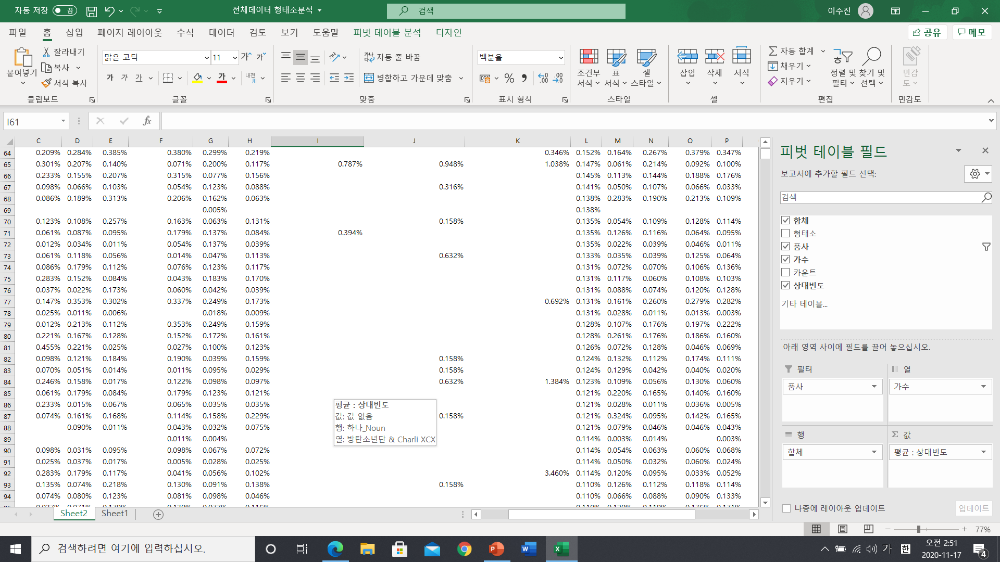 자동 저장 끔 전체데이터 형태소분석 검색 이수진
파일 홈 삽입 페이지 레이아웃 수식 데이터 검토 보기 도움말 피벗 테이블 분석 디자인 공유 메모
붙여넣기 잘라내기 복사 서식 복사 클립보드
맑은 고딕 11 가 가 가 가 가 가 내천 川 글꼴
가나다 자동 줄 바꿈 병합하고 가운데 맞춤 맞춤
백분율 % 9 .00 .00 표시 형식
조건부 서식 표 서식 셀 스타일 스타일
삽입 삭제 서식 셀
자동 합계 채우기 지우기 정렬 및 필터 찾기 및 선택 편집
민감도 민감도
I61 fx
C D E F G H I J K L M N O P
64 0.209% 0.284% 0.385% 0.380% 0.299% 0.219% 0.346% 0.152% 0.164% 0.267% 0.379% 0.347%
65 0.301% 0.207% 0.140% 0.071% 0.200% 0.117% 0.787% 0.948% 1.038% 0.147% 0.061% 0.214% 0.092% 0.100%
66 0.233% 0.155% 0.207% 0.315% 0.077% 0.156% 0.145% 0.113% 0.144% 0.188% 0.176%
67 0.098% 0.066% 0.103% 0.054% 0.123% 0.088% 0.316% 0.141% 0.050% 0.107% 0.066% 0.033%
68 0.086% 0.189% 0.313% 0.206% 0.162% 0.063% 0.138% 0.283% 0.190% 0.213% 0.109%
69 0.005% 0.138%
70 0.123% 0.108% 0.257% 0.163% 0.063% 0.131% 0.158% 0.135% 0.054% 0.109% 0.128% 0.114%
71 0.061% 0.087% 0.095% 0.179% 0.137% 0.084% 0.394% 0.135% 0.126% 0.116% 0.064% 0.095%
72 0.012% 0.034% 0.011% 0.054% 0.137% 0.039% 0.135% 0.022% 0.039% 0.046% 0.011%
73 0.061% 0.118% 0.056% 0.014% 0.047% 0.113% 0.632% 0.133% 0.035% 0.039% 0.125% 0.064%
74 0.086% 0.179% 0.112% 0.076% 0.123% 0.117% 0.131% 0.072% 0.070% 0.106% 0.136%
75 0.283% 0.152% 0.084% 0.043% 0.183% 0.170% 0.131% 0.117% 0.060% 0.108% 0.103%
76 0.037% 0.022% 0.173% 0.060% 0.042% 0.039% 0.131% 0.088% 0.074% 0.120% 0.128%
77 0.147% 0.353% 0.302% 0.337% 0.249% 0.173% 0.692% 0.131% 0.161% 0.260% 0.279% 0.282%
78 0.025% 0.011% 0.006% 0.018% 0.009% 0.131% 0.028% 0.011% 0.013% 0.003%
79 0.012% 0.213% 0.112% 0.353% 0.249% 0.159% 0.128% 0.107% 0.176% 0.197% 0.222%
80 0.221% 0.167% 0.128% 0.152% 0.172% 0.161% 0.128% 0.261% 0.176% 0.186% 0.160%
81 0.455% 0.221% 0.025% 0.027% 0.100% 0.123% 0.126% 0.072% 0.128% 0.046% 0.069%
82 0.098% 0.121% 0.184% 0.190% 0.039% 0.159% 0.158% 0.124% 0.132% 0.112% 0.174% 0.111%
83 0.070% 0.051% 0.014% 0.011% 0.095% 0.029% 0.158% 0.124% 0.129% 0.042% 0.040% 0.020%
84 0.246% 0.158% 0.017% 0.122% 0.098% 0.097% 0.632% 1.384% 0.123% 0.109% 0.056% 0.130% 0.060%
85 0.061% 0.179% 0.084% 0.179% 0.123% 0.121% 0.121% 0.220% 0.165% 0.140% 0.160%
86 0.233% 0.015% 0.067% 0.065% 0.035% 0.035% 0.121% 0.028% 0.011% 0.036% 0.005%
87 0.074% 0.161% 0.168% 0.114% 0.158% 0.229% 0.158% 0.121% 0.324% 0.095% 0.142% 0.165%
88 0.090% 0.011% 0.043% 0.032% 0.075% 0.121% 0.079% 0.046% 0.046% 0.043%
89 0.011% 0.004% 0.114% 0.003% 0.014% 0.003%
90 0.098% 0.031% 0.095% 0.098% 0.067% 0.072% 0.114% 0.054% 0.063% 0.060% 0.068%
91 0.025% 0.037% 0.017% 0.005% 0.028% 0.025% 0.114% 0.050% 0.032% 0.060% 0.024%
92 0.283% 0.179% 0.117% 0.041% 0.056% 0.102% 3.460% 0.114% 0.120% 0.095% 0.033% 0.052%
93 0.135% 0.074% 0.218% 0.130% 0.091% 0.138% 0.158% 0.110% 0.126% 0.112% 0.118% 0.114%
94 0.074% 0.080% 0.123% 0.081% 0.098% 0.046% 0.110% 0.066% 0.088% 0.090% 0.133%
평균 : 상대빈도
값: 값 없음
행: 하나_Noun
열: 방탄소년단 & Charli XCX
피벗 테이블 필드
보고서에 추가할 필드 선택:
검색
합체
형태소
품사
가수
카운트
상대빈도
기타 테이블...
아래 영역 사이에 필드를 끌어 놓으십시오.
필터 열
품사 가수
행 Σ 값
합체 평균 : 상대빈도
나중에 레이아웃 업데이트 업데이트
Sheet2 Sheet1
77%
검색하려면 여기에 입력하십시오.
가 한 오전 2:51
2020-11-17 4